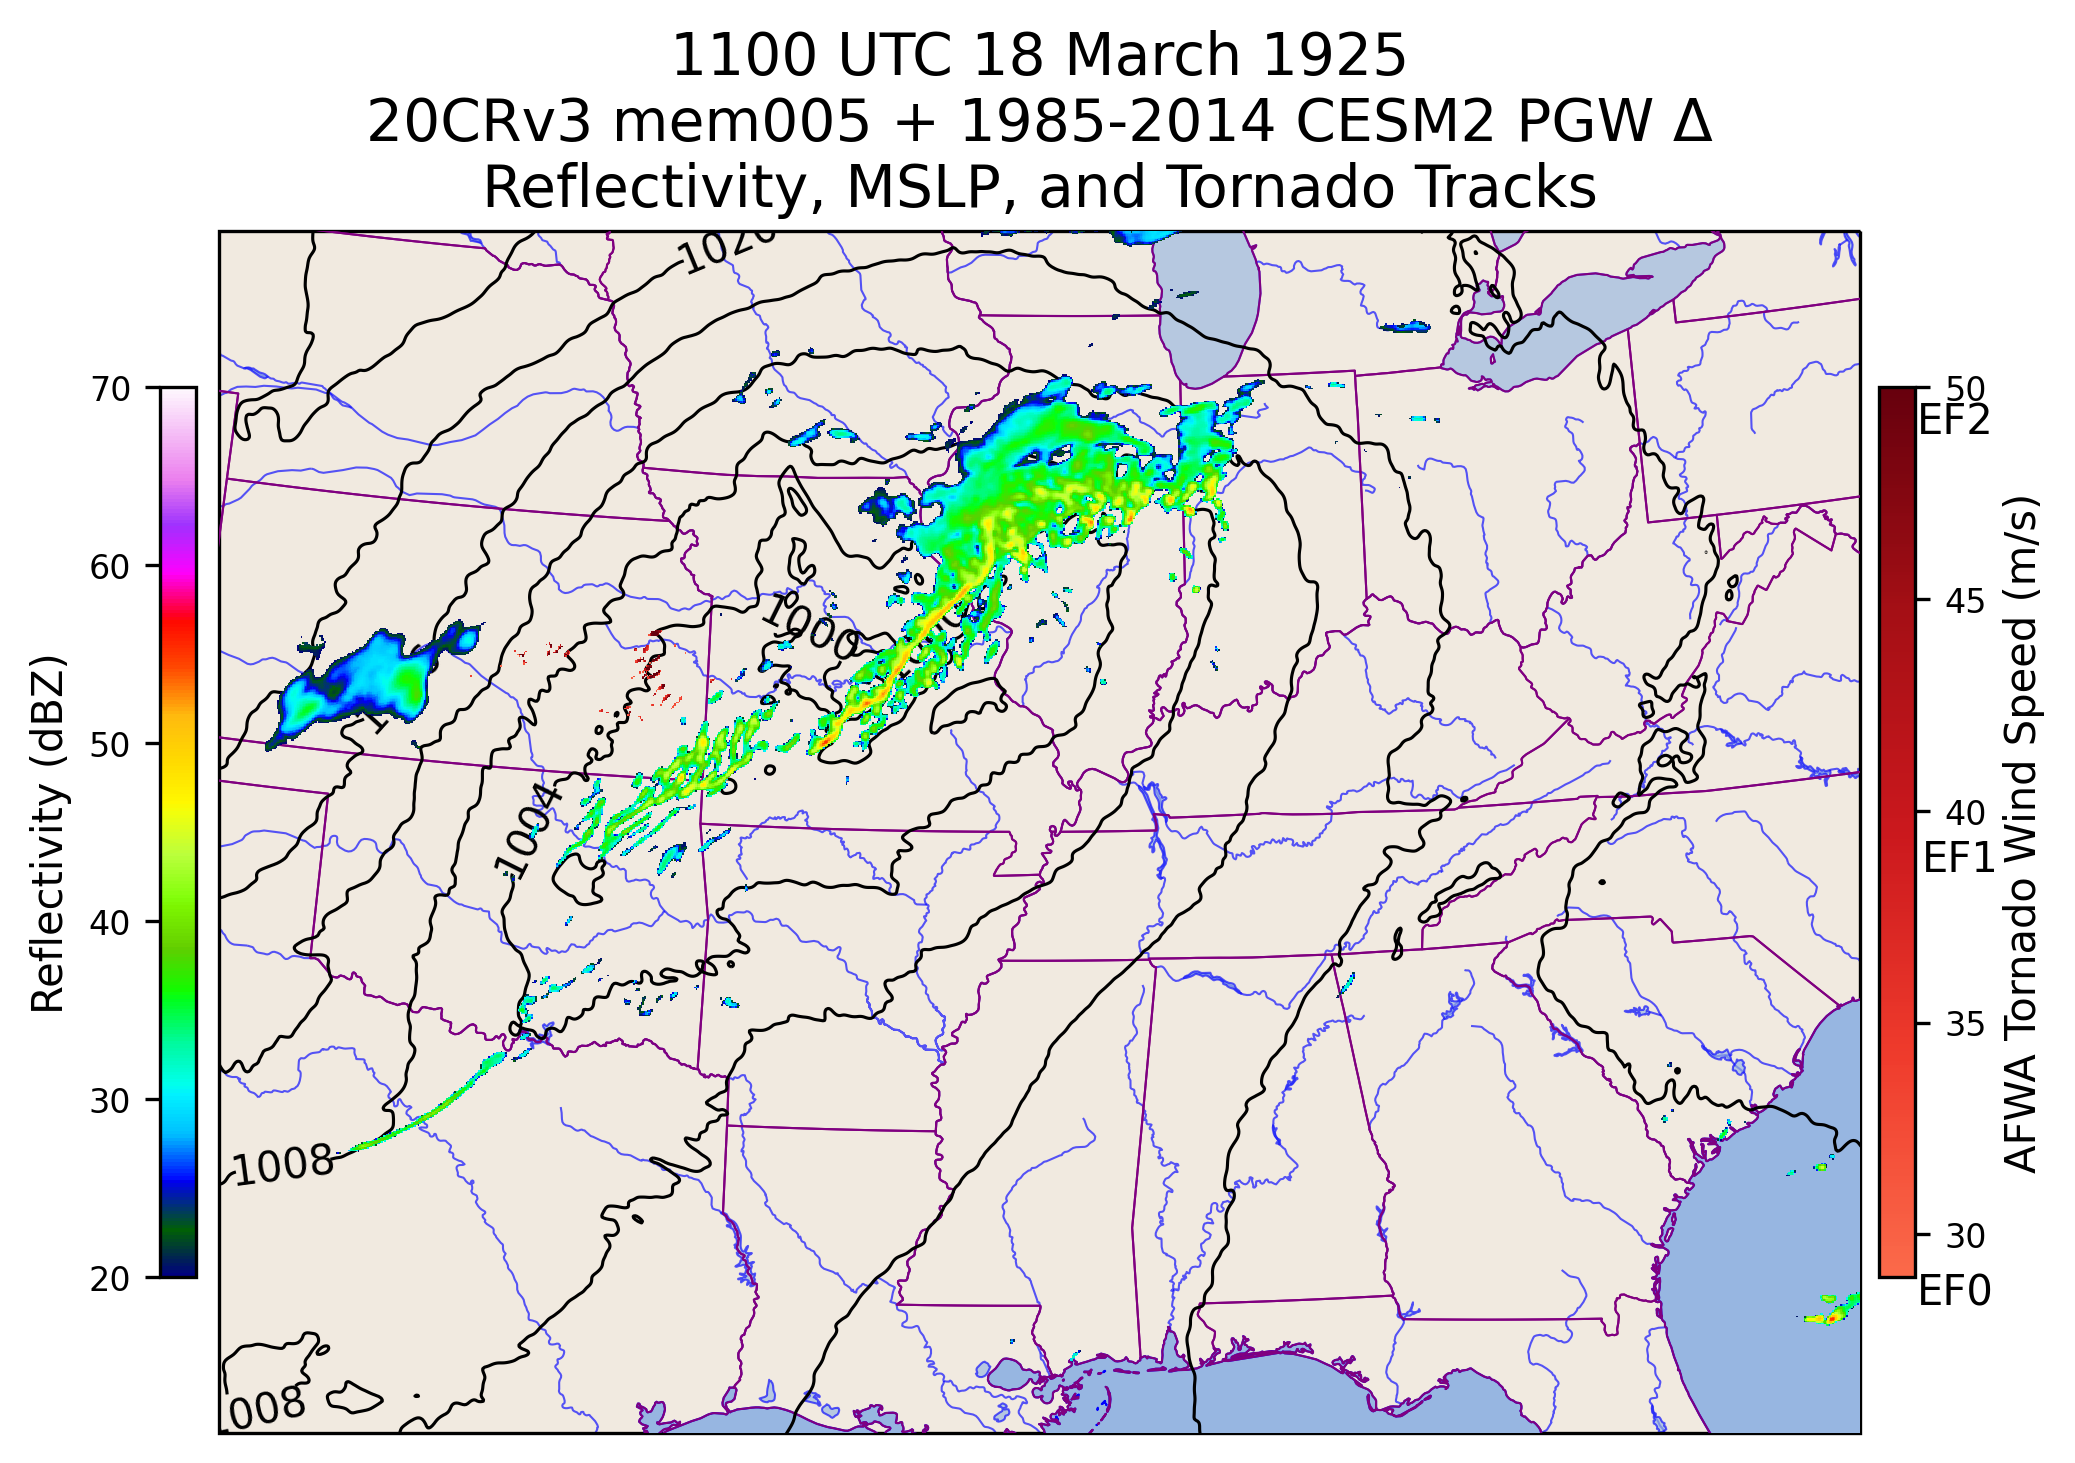 1100 UTC 18 March 1925
20CRv3 mem005 + 1985-2014 CESM2 PGW Δ
Reflectivity, MSLP, and Tornado Tracks
1020
1000
1004
1008
1008
70
60
50
40
30
20
Reflectivity (dBZ)
50
EF2
45
40
EF1
35
30
EF0
AFWA Tornado Wind Speed (m/s)